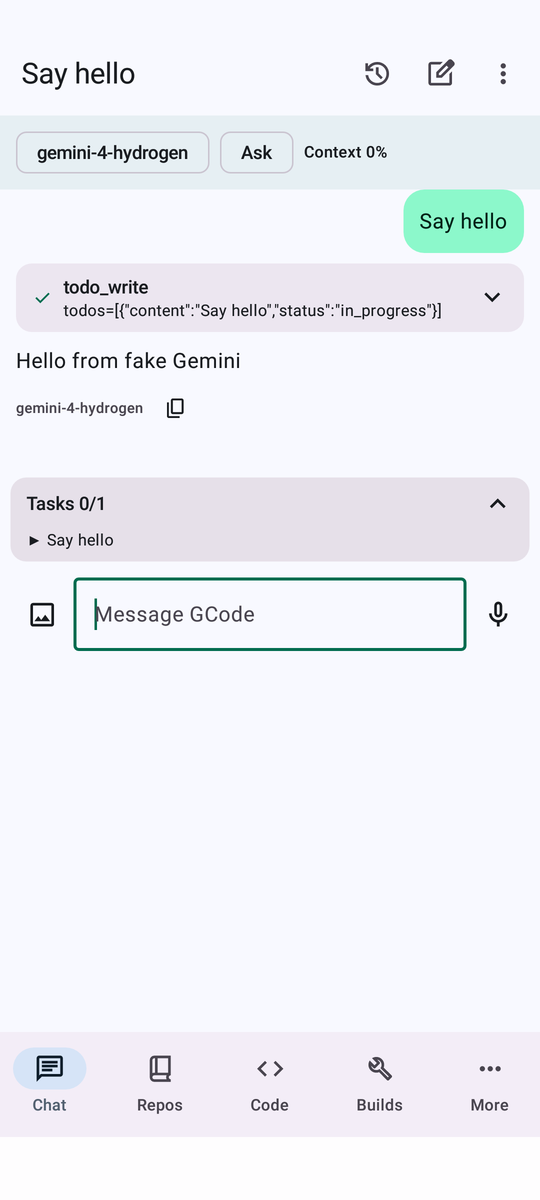 Say hello
gemini-4-hydrogen
Ask
Context 0%
Say hello
todo_write
todos=[{"content":"Say hello","status":"in_progress"}]
Hello from fake Gemini
gemini-4-hydrogen
Tasks 0/1
▸ Say hello
Message GCode
Chat
Repos
Code
Builds
More